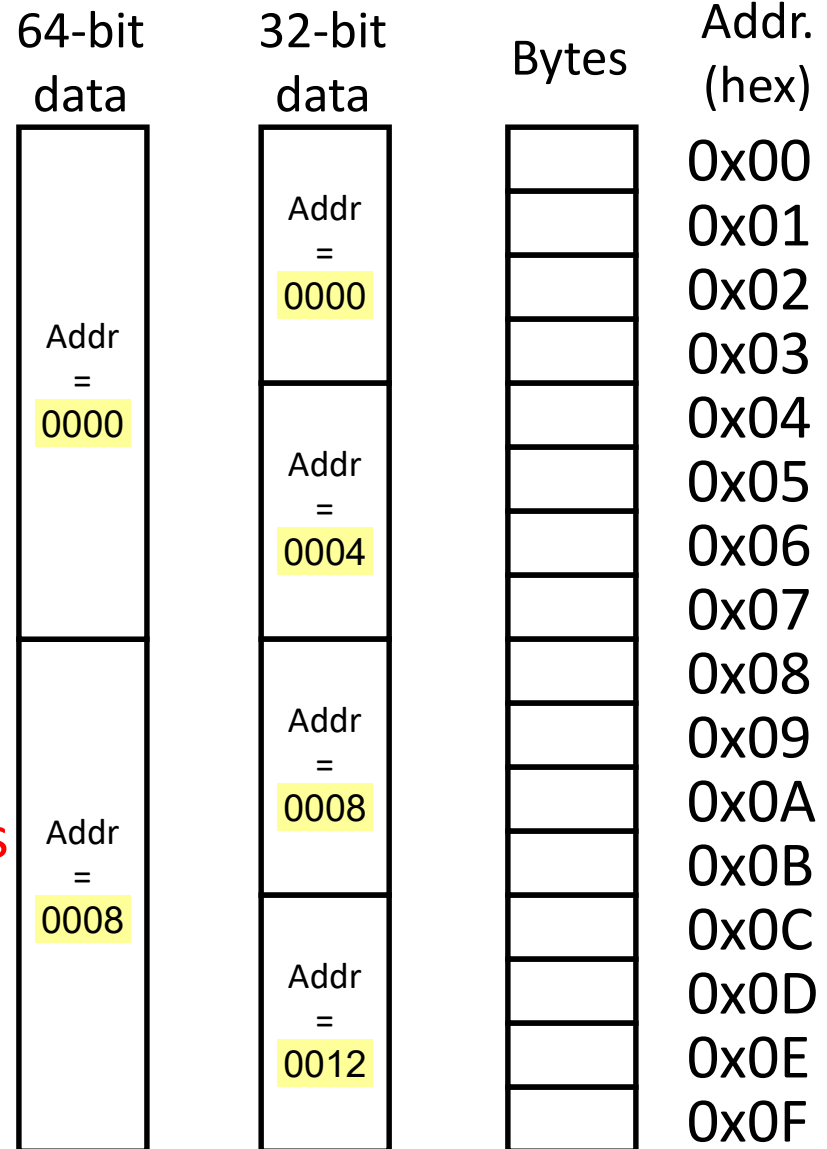 64-bit
data
Addr
=
0000
Addr
=
0008
32-bit
data
Addr
=
0000
Addr
=
0004
Addr
=
0008
Addr
=
0012
Bytes
Addr.
(hex)
0x00
0x01
0x02
0x03
0x04
0x05
0x06
0x07
0x08
0x09
0x0A
0x0B
0x0C
0x0D
0x0E
0x0F
s